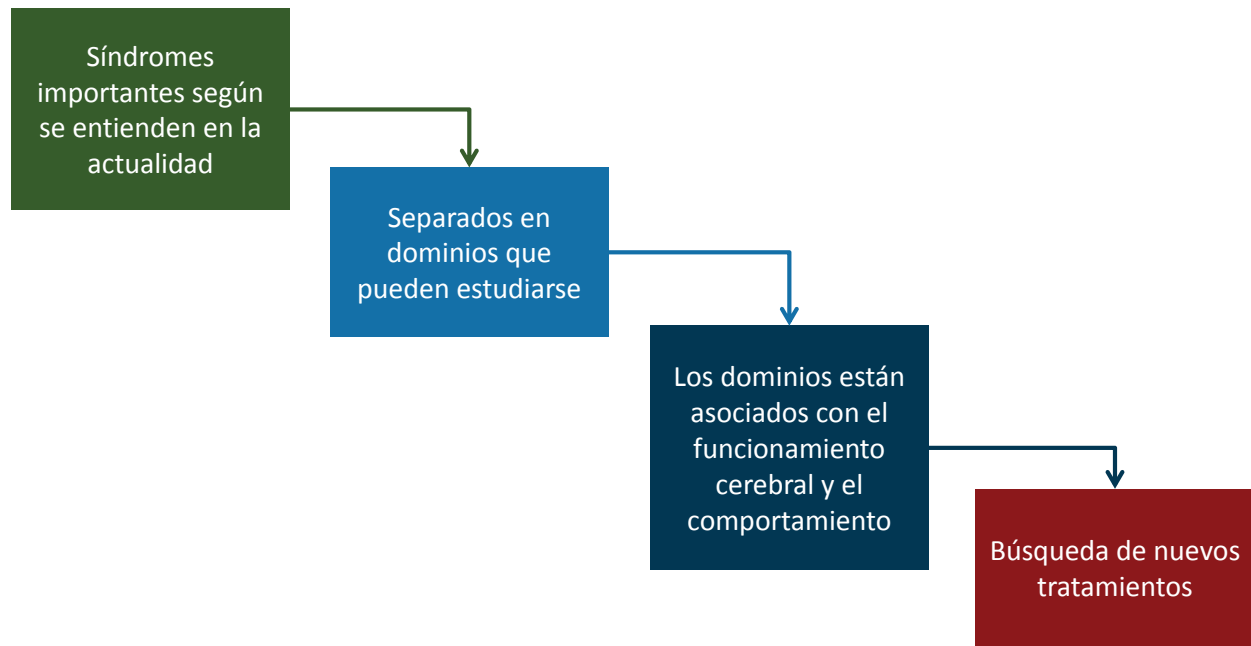 Síndromes
importantes según
se entienden en la
actualidad
Separados en
dominios que
pueden estudiarse
Los dominios están
asociados con el
funcionamiento
cerebral y el
comportamiento
Búsqueda de nuevos
tratamientos